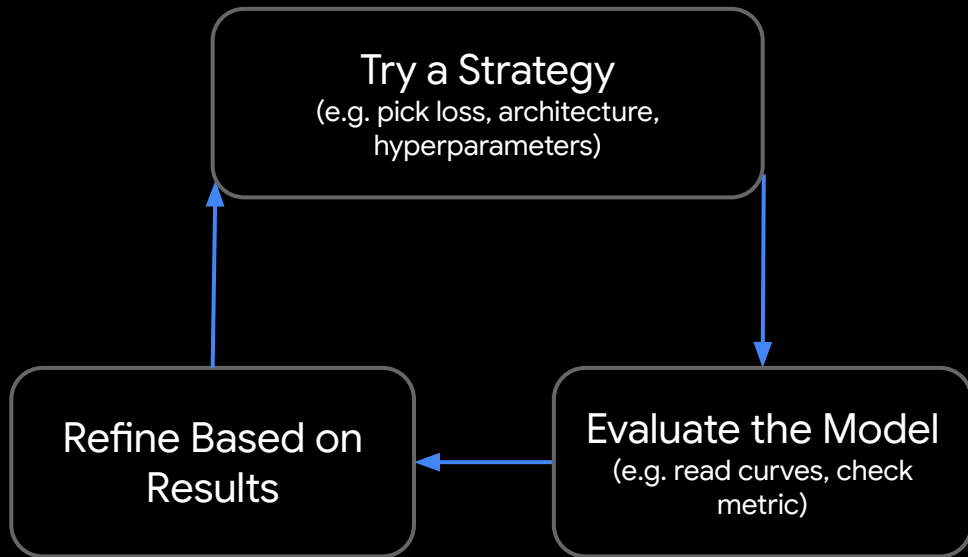 Try a Strategy
(e.g. pick loss, architecture,
hyperparameters)
Refine Based on
Results
Evaluate the Model
(e.g. read curves, check
metric)